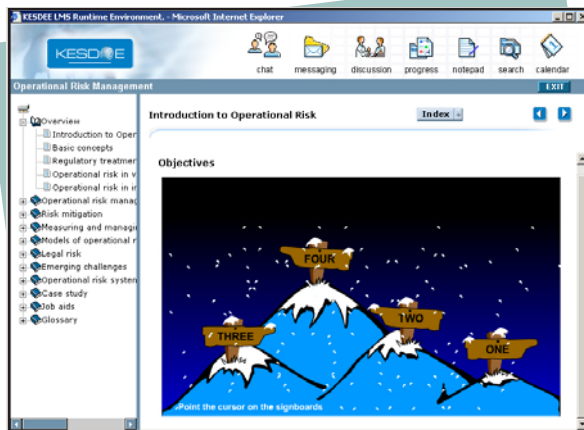 KESDEE LMS Runtime Environment, - Microsoft Internet Explorer
KESDEE
chat messaging discussion progress notepad search calendar
Operational Risk Management
EXIT
Overview
Introduction to Oper
Basic concepts
Regulatory treatmen
Operational risk in v
Operational risk in in
Operational risk manag
Risk mitigation
Measuring and managi
Models of operational r
Legal risk
Emerging challenges
Operational risk system
Case study
Job aids
Glossary
Introduction to Operational Risk
Index
Objectives
FOUR
TWO
THREE
ONE
Point the cursor on the signboards